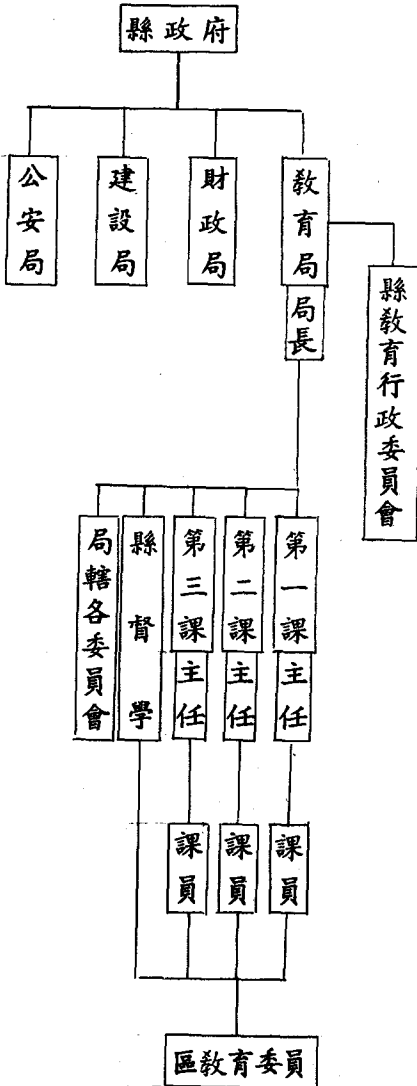 縣政府
教育局
局長
財政局
建設局
公安局
縣教育行政委員會
第一課
主任
第二課
主任
第三課
主任
縣督學
局轄各委員會
課員
課員
課員
區教育委員